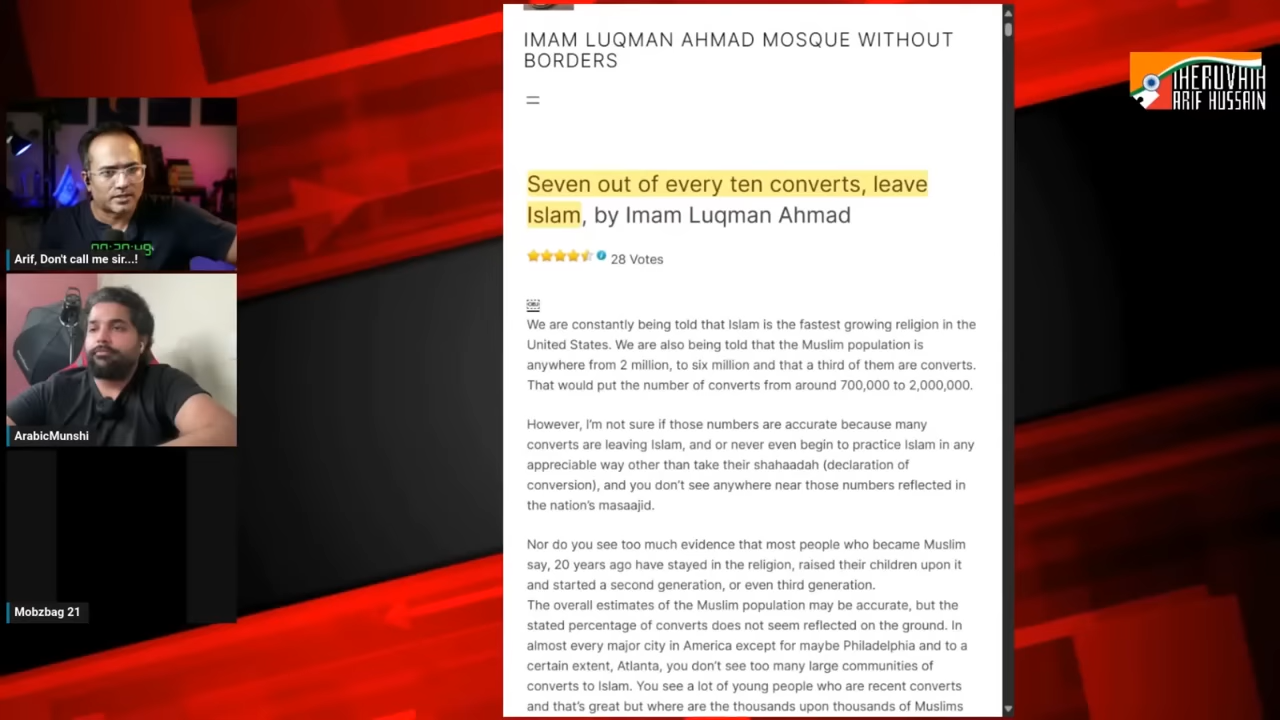 IMAM LUQMAN AHMAD MOSQUE WITHOUT
BORDERS
Seven out of every ten converts, leave
Islam, by Imam Luqman Ahmad
28 Votes
We are constantly being told that Islam is the fastest growing religion in the
United States. We are also being told that the Muslim population is
anywhere from 2 million, to six million and that a third of them are converts.
That would put the number of converts from around 700,000 to 2,000,000.
However, I'm not sure if those numbers are accurate because many
converts are leaving Islam, and or never even begin to practice Islam in any
appreciable way other than take their shahaadah (declaration of
conversion), and you don't see anywhere near those numbers reflected in
the nation's masaajid.
Nor do you see too much evidence that most people who became Muslim
say, 20 years ago have stayed in the religion, raised their children upon it
and started a second generation, or even third generation.
The overall estimates of the Muslim population may be accurate, but the
stated percentage of converts does not seem reflected on the ground. In
almost every major city in America except for maybe Philadelphia and to a
certain extent, Atlanta, you don't see too many large communities of
converts to Islam. You see a lot of young people who are recent converts
and that's great but where are the thousands upon thousands of Muslims
Arif, Don't call me sir...!
ArabicMunshi
Mobzbag 21
THERUVATH
ARIF HUSSAIN